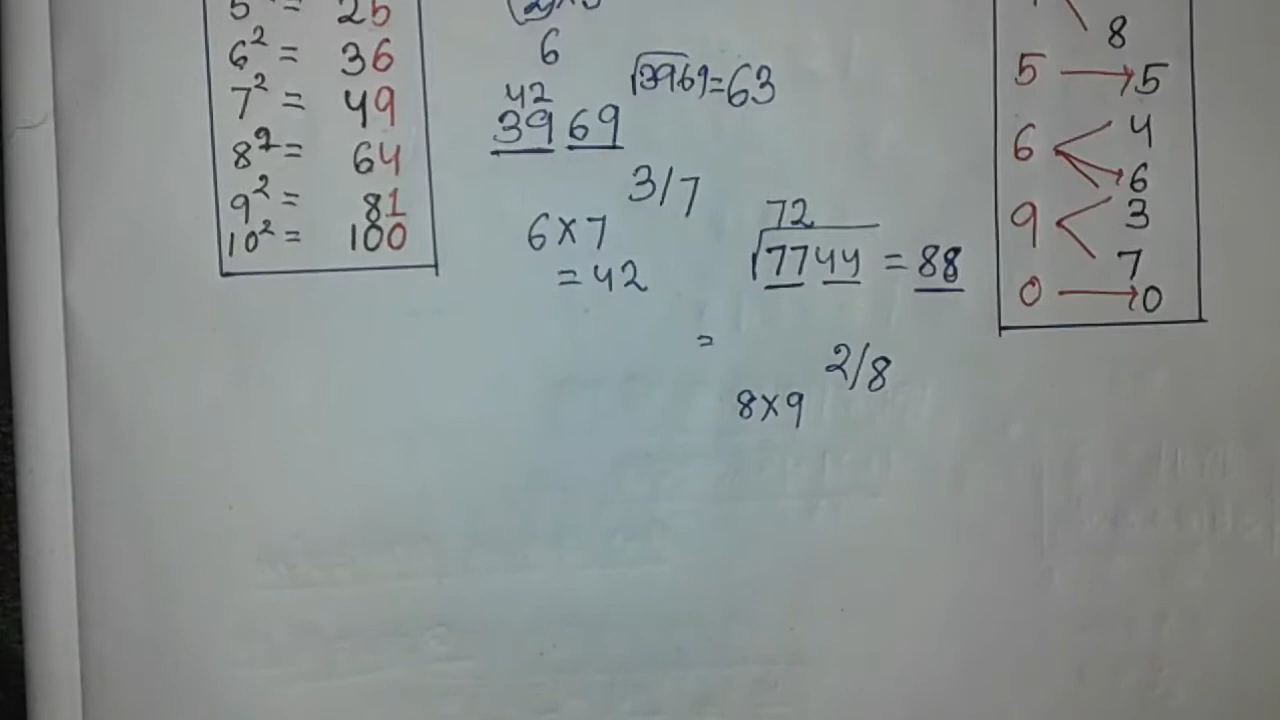 5² = 25
6² = 36
7² = 49
8² = 64
9² = 81
10² = 100
6
42
39 69
√3969 = 63
3/7
6×7
= 42
72
√7744 = 88
=
2/8
8×9
8
5 → 5
6 4
6
9 3
7
0 → 0